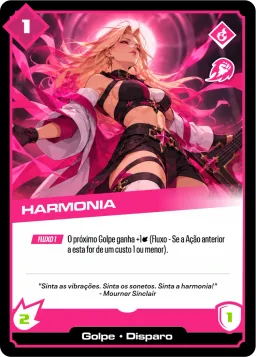 1
HARMONIA
FLUXO 1 O próximo Golpe ganha +1 (Fluxo - Se a Ação anterior
a esta for de um custo 1 ou menor).
"Sinta as vibrações. Sinta os sonetos. Sinta a harmonia!"
- Mourner Sinclair
2 1
Golpe • Disparo